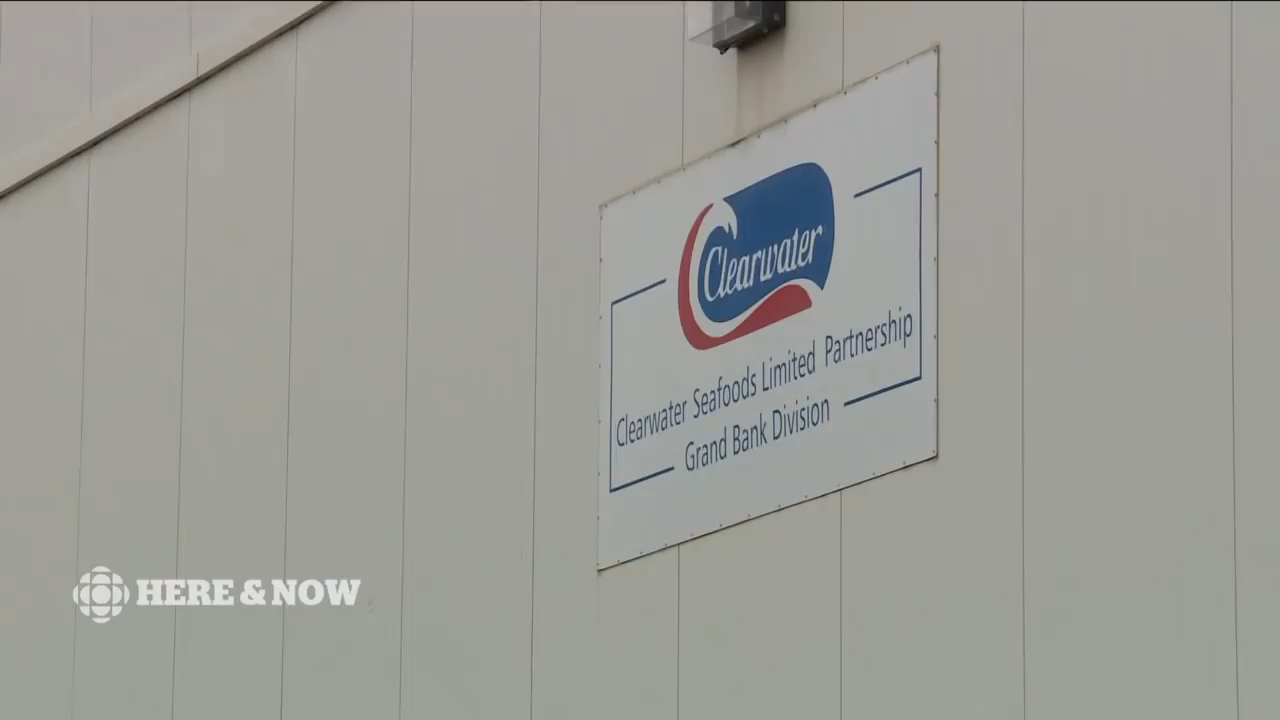 Clearwater
Clearwater Seafoods Limited Partnership
Grand Bank Division
HERE & NOW